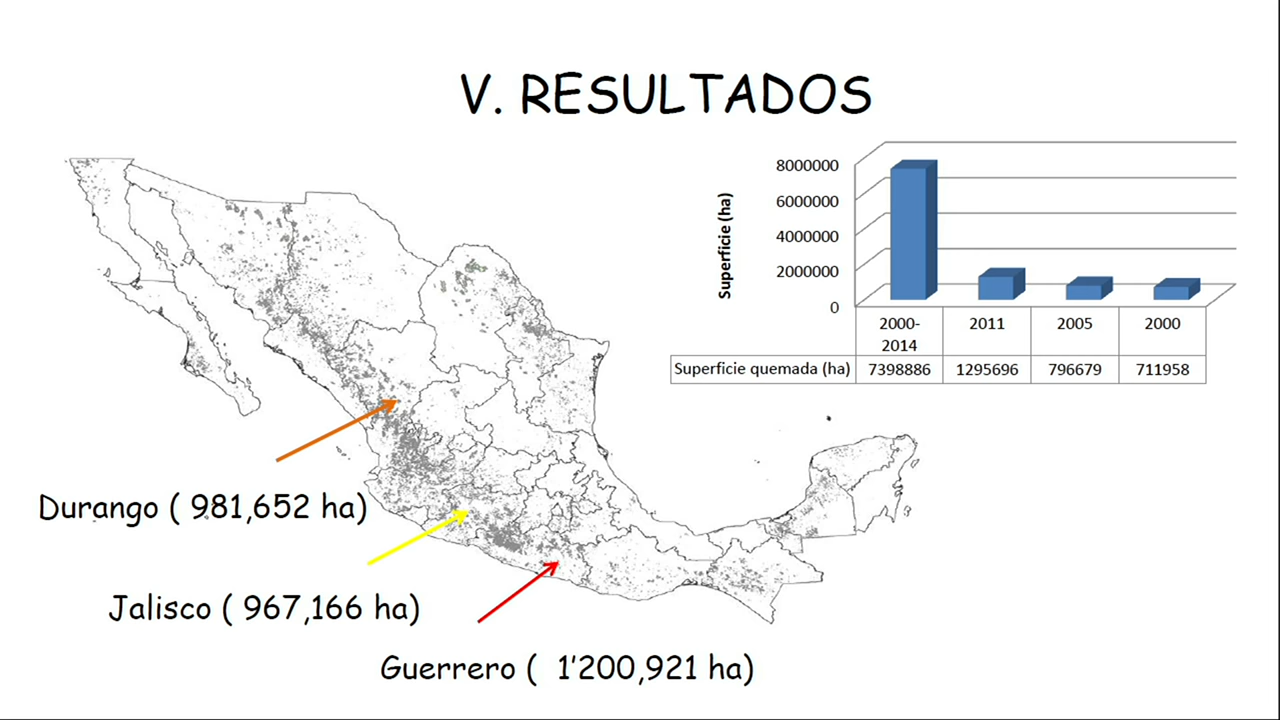 V. RESULTADOS
Superficie (ha)
8000000
6000000
4000000
2000000
0
2000-
2014
2011
2005
2000
Superficie quemada (ha)
7398886
1295696
796679
711958
Durango ( 981,652 ha)
Jalisco ( 967,166 ha)
Guerrero ( 1'200,921 ha)